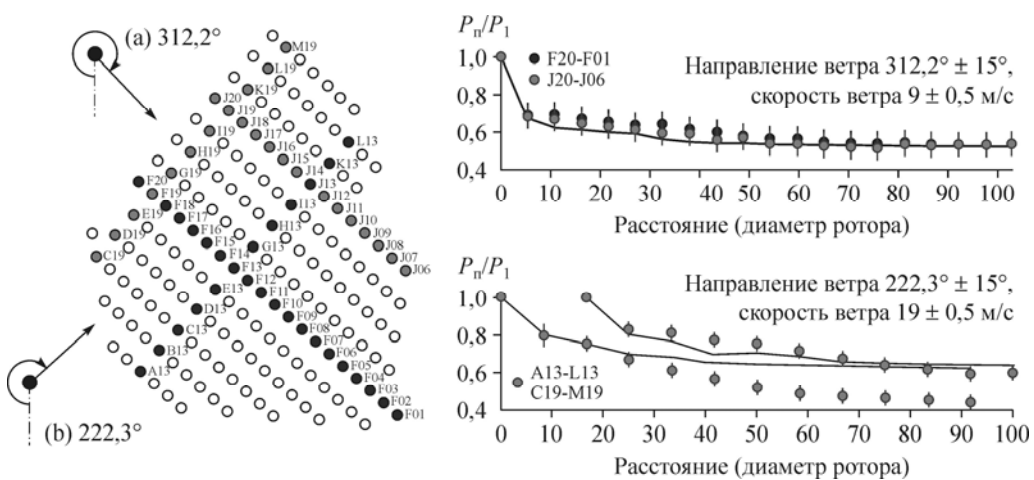 (a) 312,2°
M19
L19
K19
J20
J19
J18
J17
J16
J15
J14
J13
J12
J11
J10
J09
J08
J07
J06
L13
K13
I19
H19
G19
I13
H13
G13
F20
F19
F18
F17
F16
F15
F14
F13
F12
F11
F10
F09
F08
F07
F06
F05
F04
F03
F02
F01
E19
D19
C19
E13
D13
C13
B13
A13
(b) 222,3°
Pп/P1
1,0
0,8
0,6
0,4
F20-F01
J20-J06
Направление ветра 312,2° ± 15°,
скорость ветра 9 ± 0,5 м/с
0 10 20 30 40 50 60 70 80 90 100
Расстояние (диаметр ротора)
Pп/P1
1,0
0,8
0,6
0,4
Направление ветра 222,3° ± 15°,
скорость ветра 19 ± 0,5 м/с
A13-L13
C19-M19
0 10 20 30 40 50 60 70 80 90 100
Расстояние (диаметр ротора)